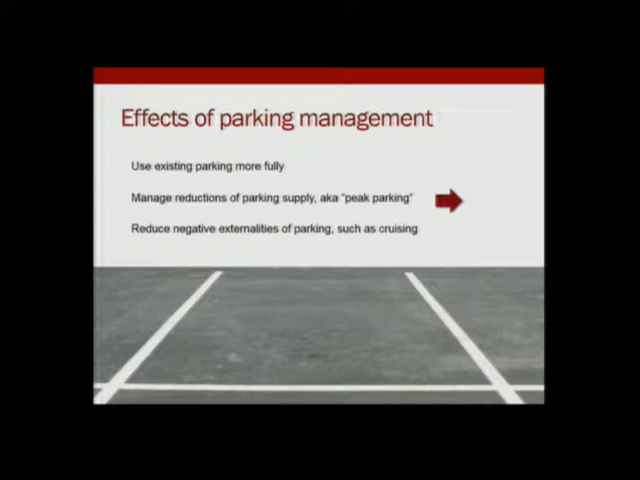 Effects of parking management
Use existing parking more fully
Manage reductions of parking supply, aka "peak parking"
Reduce negative externalities of parking, such as cruising